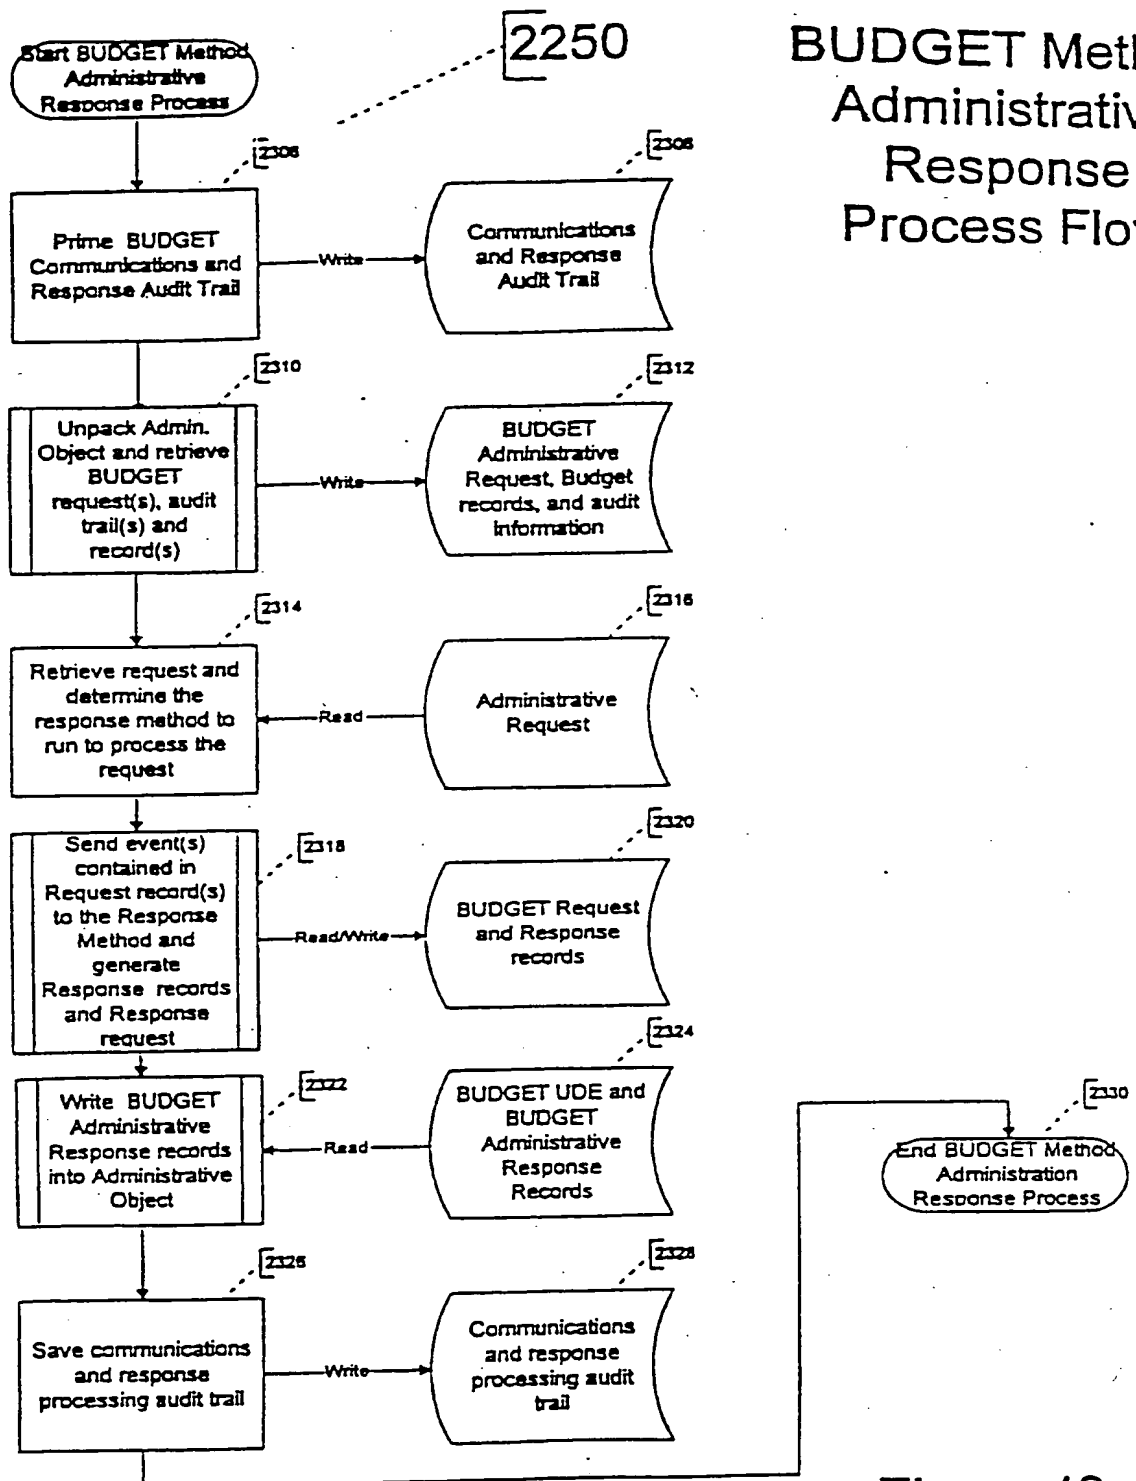 2250
BUDGET Meth
Administrativ
Response
Process Flo
Start BUDGET Method
Administrative
Response Process
2306
Prime BUDGET
Communications and
Response Audit Trail
Write
2308
Communications
and Response
Audit Trail
2310
Unpack Admin.
Object and retrieve
BUDGET
request(s), audit
trail(s) and
record(s)
Write
2312
BUDGET
Administrative
Request, Budget
records, and audit
information
2314
Retrieve request and
determine the
response method to
run to process the
request
Read
2316
Administrative
Request
2318
Send event(s)
contained in
Request record(s)
to the Response
Method and
generate
Response records
and Response
request
Read/Write
2320
BUDGET Request
and Response
records
2322
Write BUDGET
Administrative
Response records
into Administrative
Object
Read
2324
BUDGET UDE and
BUDGET
Administrative
Response
Records
2326
Save communications
and response
processing audit trail
Write
2328
Communications
and response
processing audit
trail
2330
End BUDGET Method
Administration
Response Process